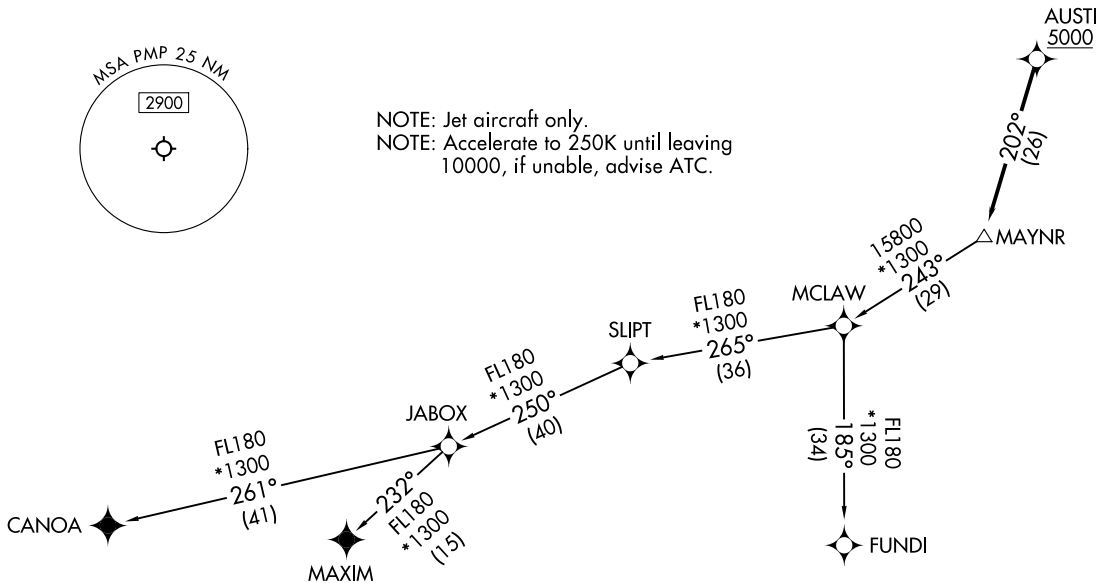 AUSTI
5000
MSA PMP 25 NM
2900
NOTE: Jet aircraft only.
NOTE: Accelerate to 250K until leaving
10000, if unable, advise ATC.
202°
(26)
MAYNR
15800
*1300
243°
(29)
MCLAW
FL180
*1300
265°
(36)
SLIPT
FL180
*1300
250°
(40)
JABOX
FL180
*1300
185°
(34)
FL180
*1300
261°
(41)
232°
FL180
*1300
(15)
CANOA
MAXIM
FUNDI